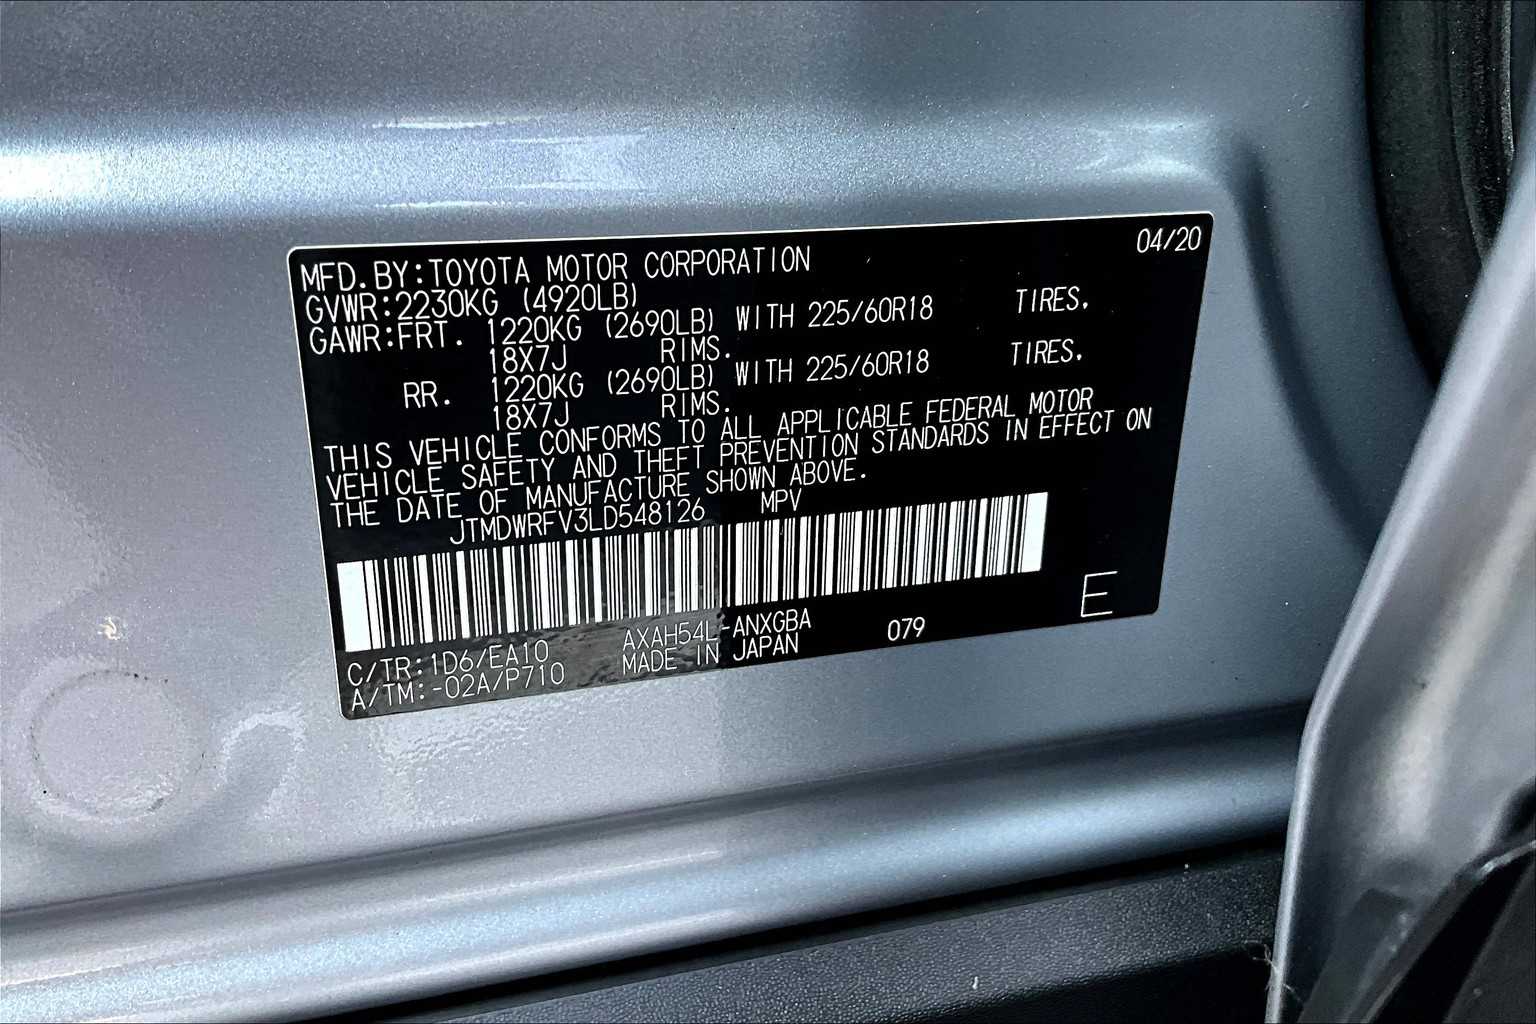 04/20
MFD.BY:TOYOTA MOTOR CORPORATION
GVWR:2230KG (4920LB)
GAWR:FRT. 1220KG (2690LB) WITH 225/60R18 TIRES,
18X7J RIMS.
RR. 1220KG (2690LB) WITH 225/60R18 TIRES,
18X7J RIMS.
THIS VEHICLE CONFORMS TO ALL APPLICABLE FEDERAL MOTOR
VEHICLE SAFETY AND THEFT PREVENTION STANDARDS IN EFFECT ON
THE DATE OF MANUFACTURE SHOWN ABOVE.
JTMDWRFV3LD548126 MPV
E
C/TR:1D6/EA10 AXAH54L-ANXGBA 079
A/TM:-02A/P710 MADE IN JAPAN